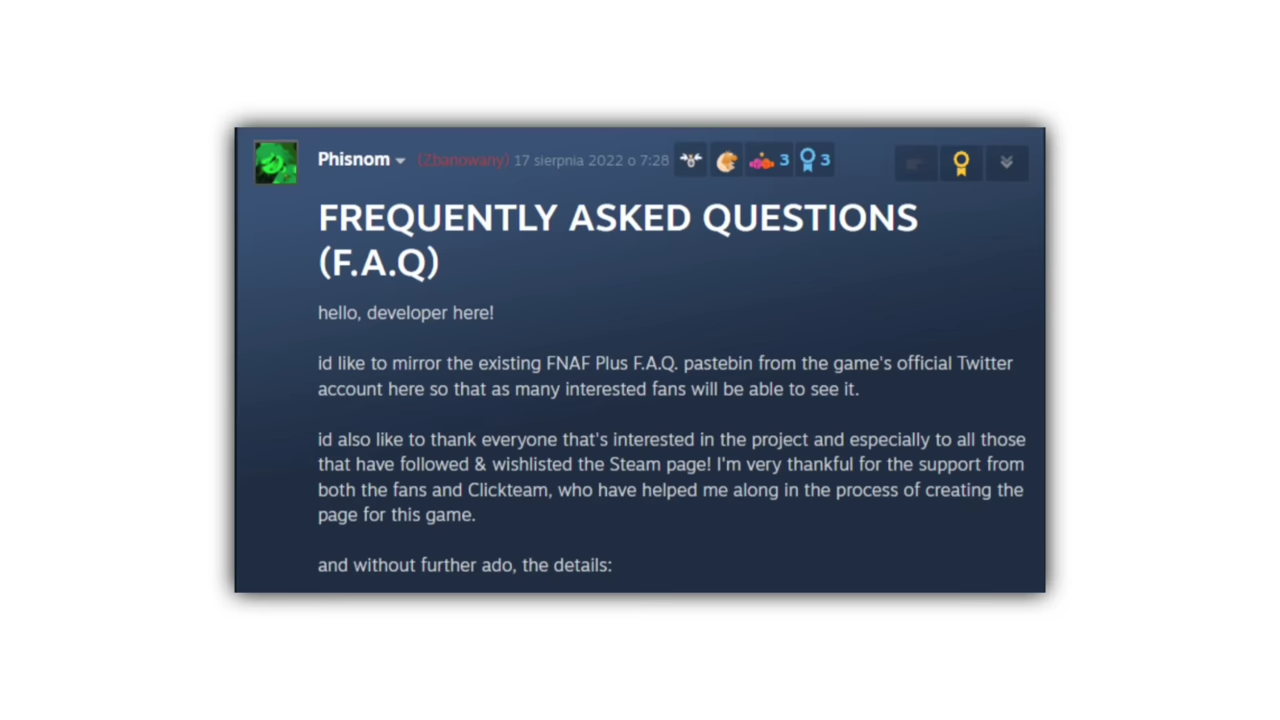 Phisnom (Zbanowany) 17 sierpnia 2022 o 7:28 3 3
FREQUENTLY ASKED QUESTIONS
(F.A.Q)
hello, developer here!
id like to mirror the existing FNAF Plus F.A.Q. pastebin from the game's official Twitter
account here so that as many interested fans will be able to see it.
id also like to thank everyone that's interested in the project and especially to all those
that have followed & wishlisted the Steam page! I'm very thankful for the support from
both the fans and Clickteam, who have helped me along in the process of creating the
page for this game.
and without further ado, the details: